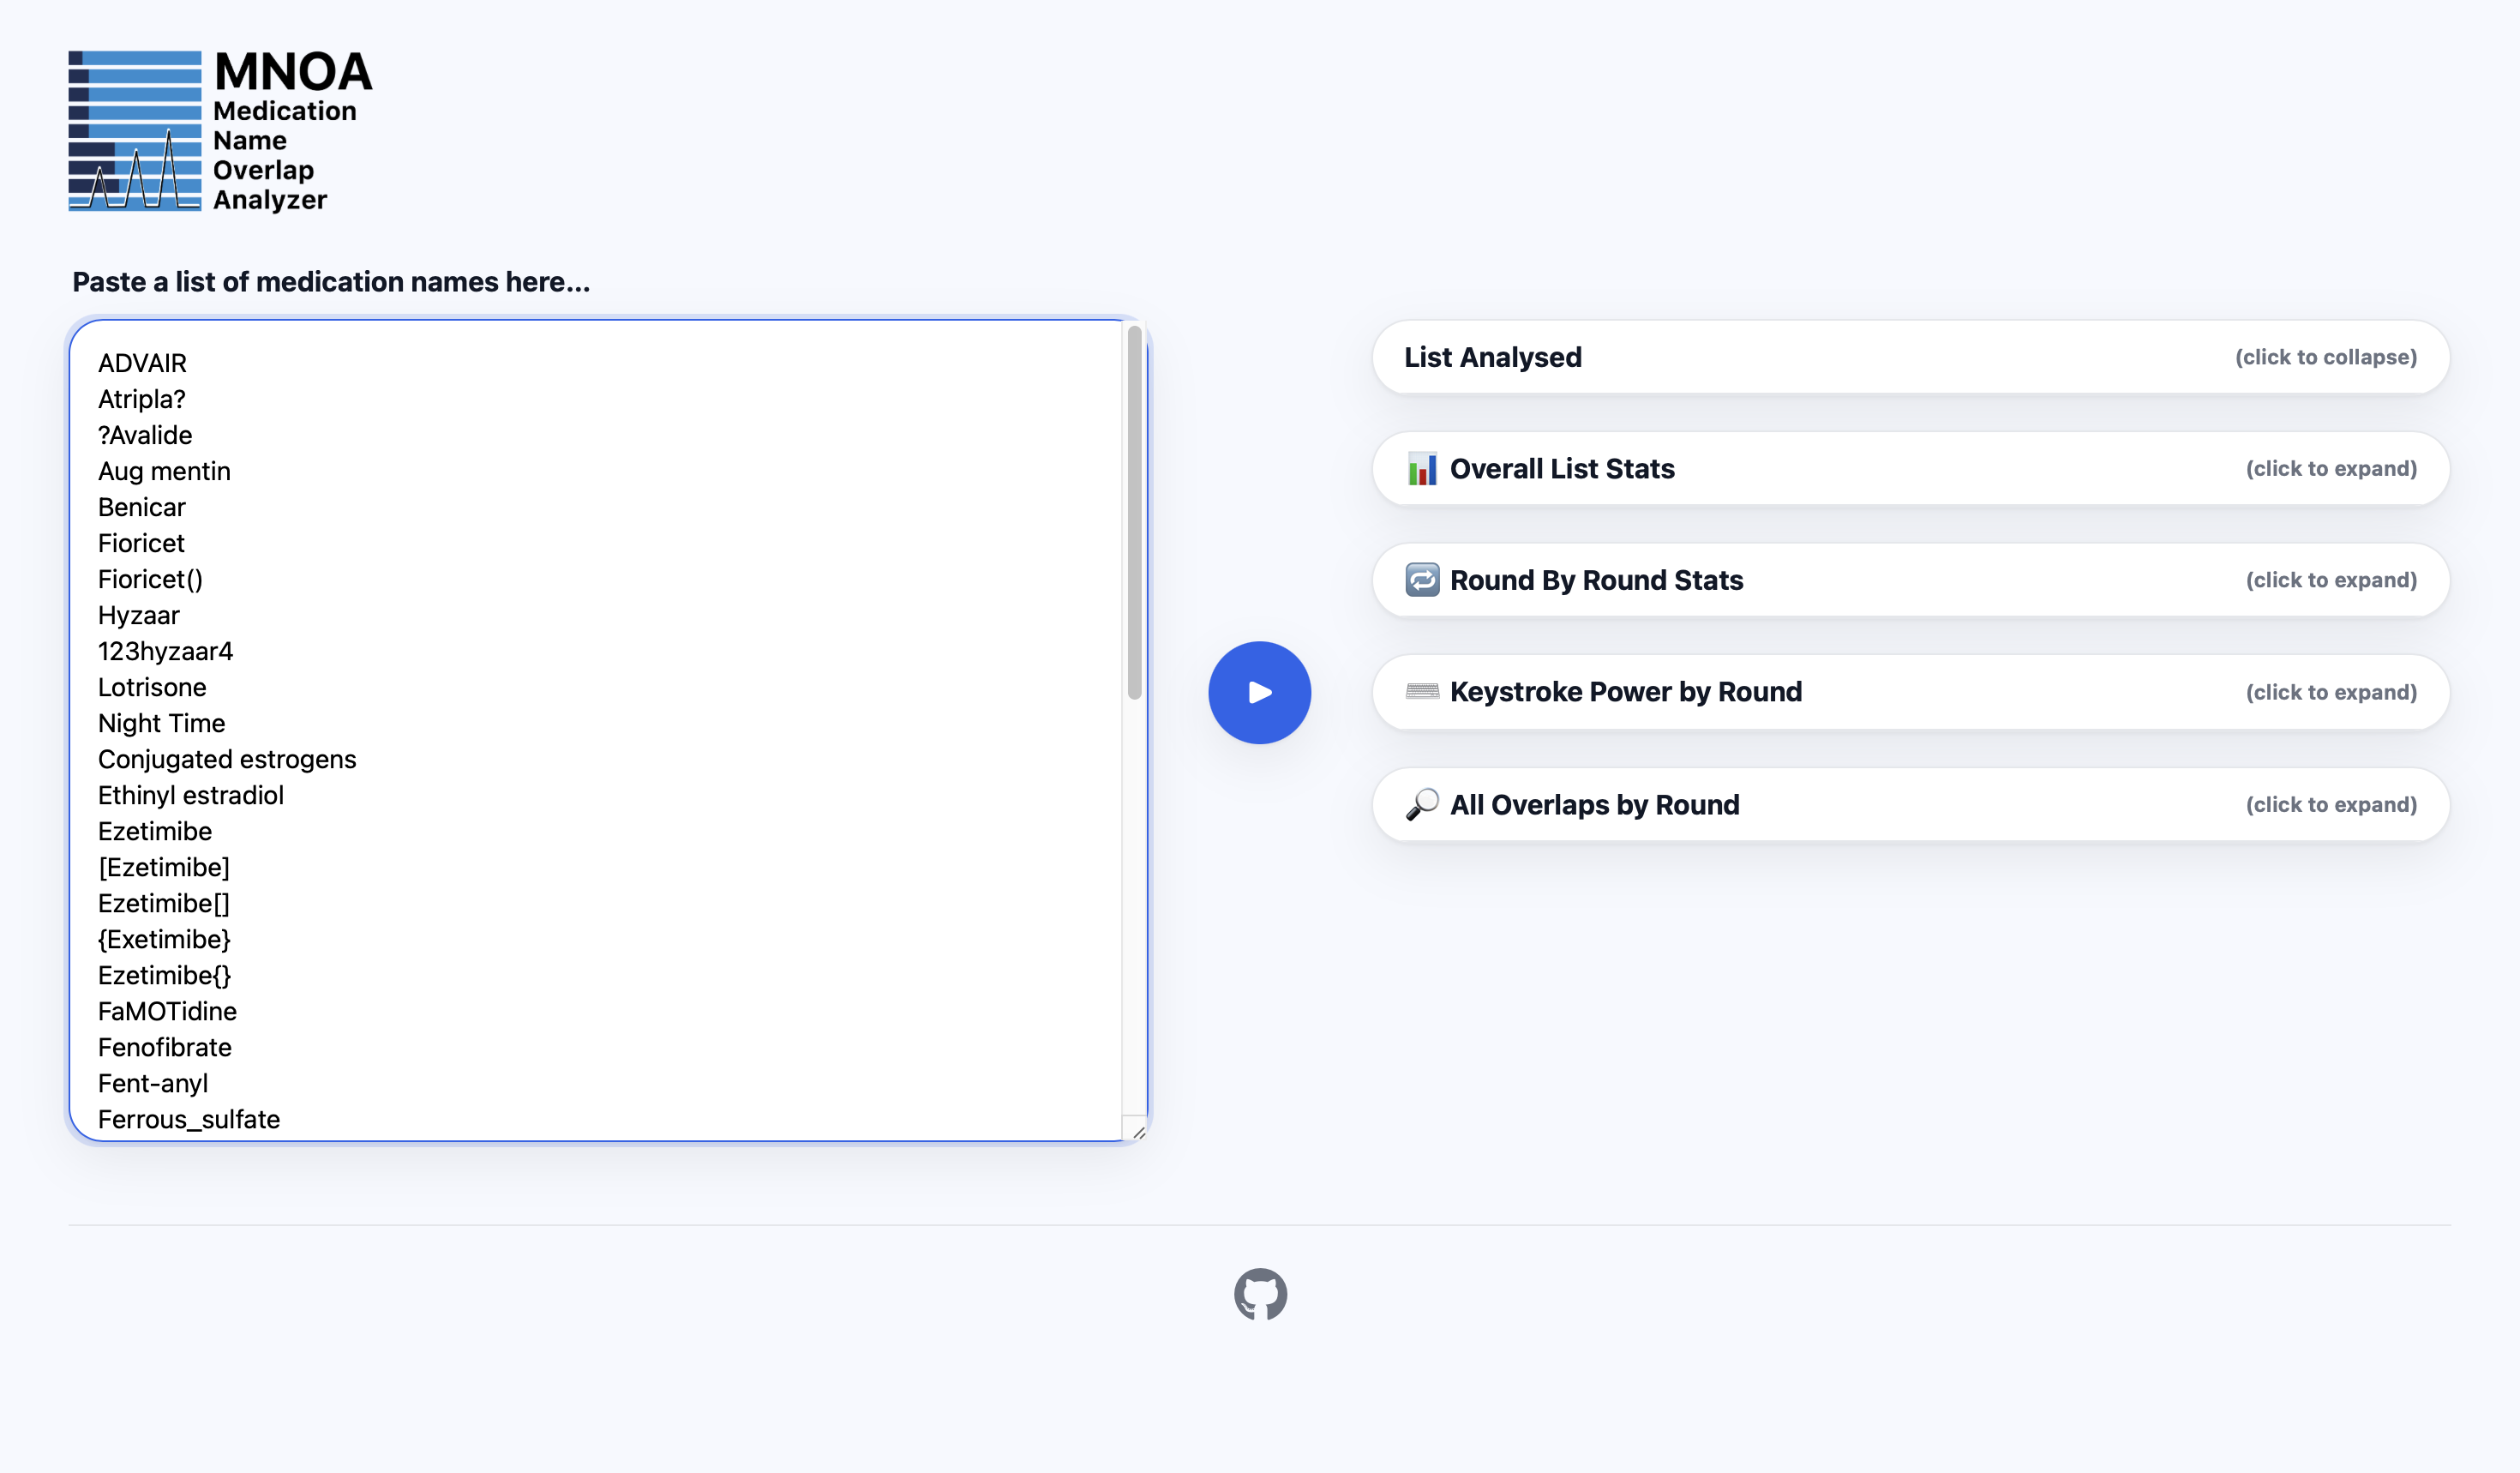 MNOA
Medication
Name
Overlap
Analyzer
Paste a list of medication names here...
ADVAIR
Atripla?
?Avalide
Aug mentin
Benicar
Fioricet
Fioricet()
Hyzaar
123hyzaar4
Lotrisone
Night Time
Conjugated estrogens
Ethinyl estradiol
Ezetimibe
[Ezetimibe]
Ezetimibe[]
{Exetimibe}
Ezetimibe{}
FaMOTidine
Fenofibrate
Fent-anyl
Ferrous_sulfate
List Analysed (click to collapse)
Overall List Stats (click to expand)
Round By Round Stats (click to expand)
Keystroke Power by Round (click to expand)
All Overlaps by Round (click to expand)